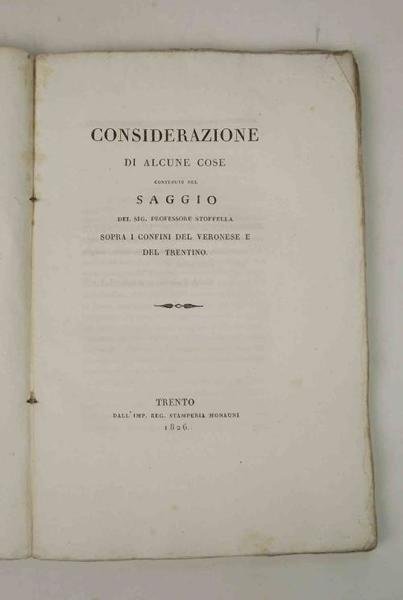 CONSIDERAZIONE
DI ALCUNE COSE
CONTENUTE NEL
SAGGIO
DEL SIG. PROFESSORE STOFFELLA
SOPRA I CONFINI DEL VERONESE E
DEL TRENTINO.
TRENTO
DALL' IMP. REG. STAMPERIA MONAUNI
1826.